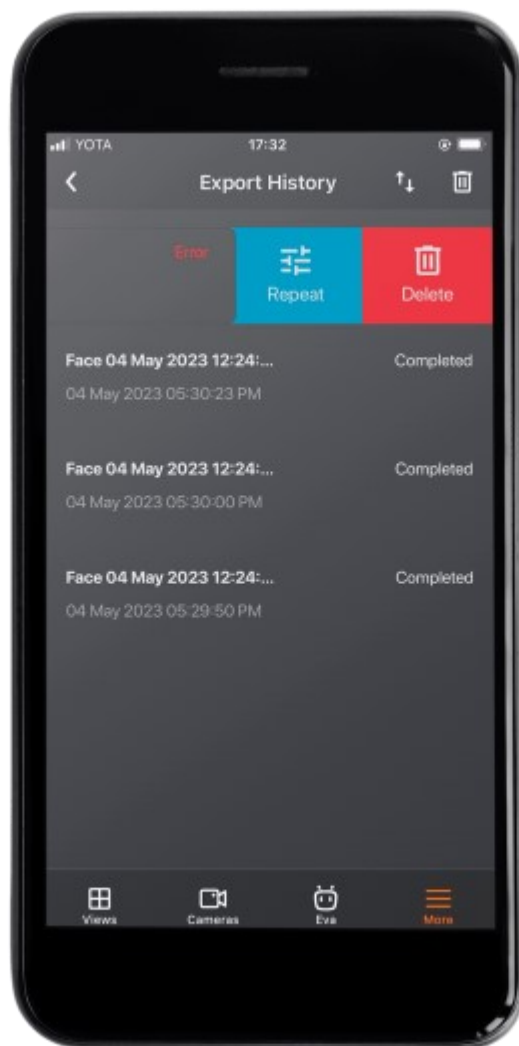 YOTA 17:32
Export History
Error
Repeat Delete
Face 04 May 2023 12:24:... Completed
04 May 2023 05:30:23 PM
Face 04 May 2023 12:24:... Completed
04 May 2023 05:30:00 PM
Face 04 May 2023 12:24:... Completed
04 May 2023 05:29:50 PM
Views Cameras Eva More